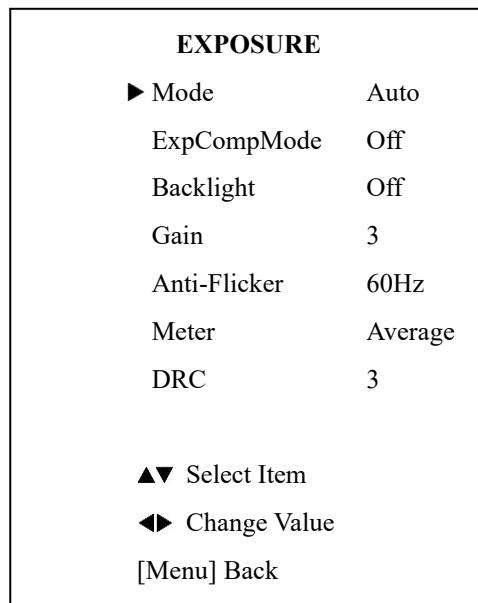 EXPOSURE
▶ Mode Auto
ExpCompMode Off
Backlight Off
Gain 3
Anti-Flicker 60Hz
Meter Average
DRC 3
▲▼ Select Item
◀▶ Change Value
[Menu] Back